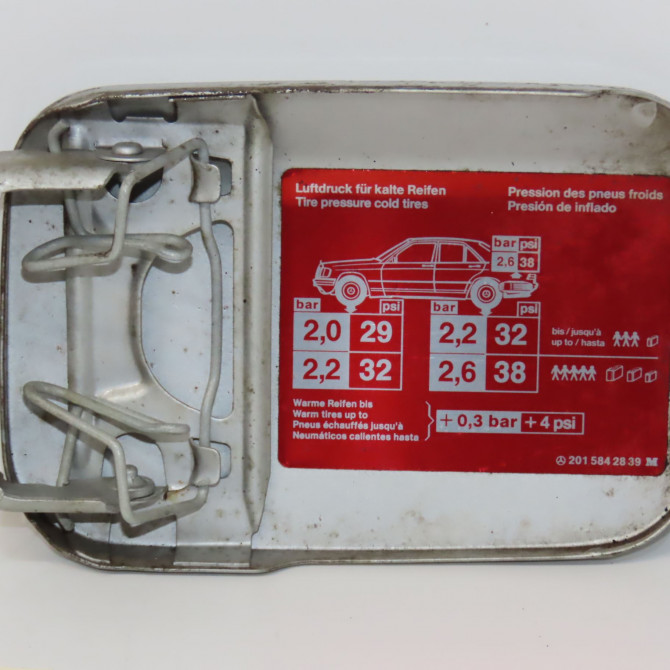 Luftdruck für kalte Reifen
Tire pressure cold tires
Pression des pneus froids
Presión de inflado
bar psi
2.6 38
bar psi
2,0 29
2,2 32
bar psi
2,2 32
2,6 38
bis / jusqu'à
up to / hasta
Warme Reifen bis
Warm tires up to
Pneus échauffés jusqu'à
Neumáticos calientes hasta
+ 0,3 bar + 4 psi
201 584 28 39 M